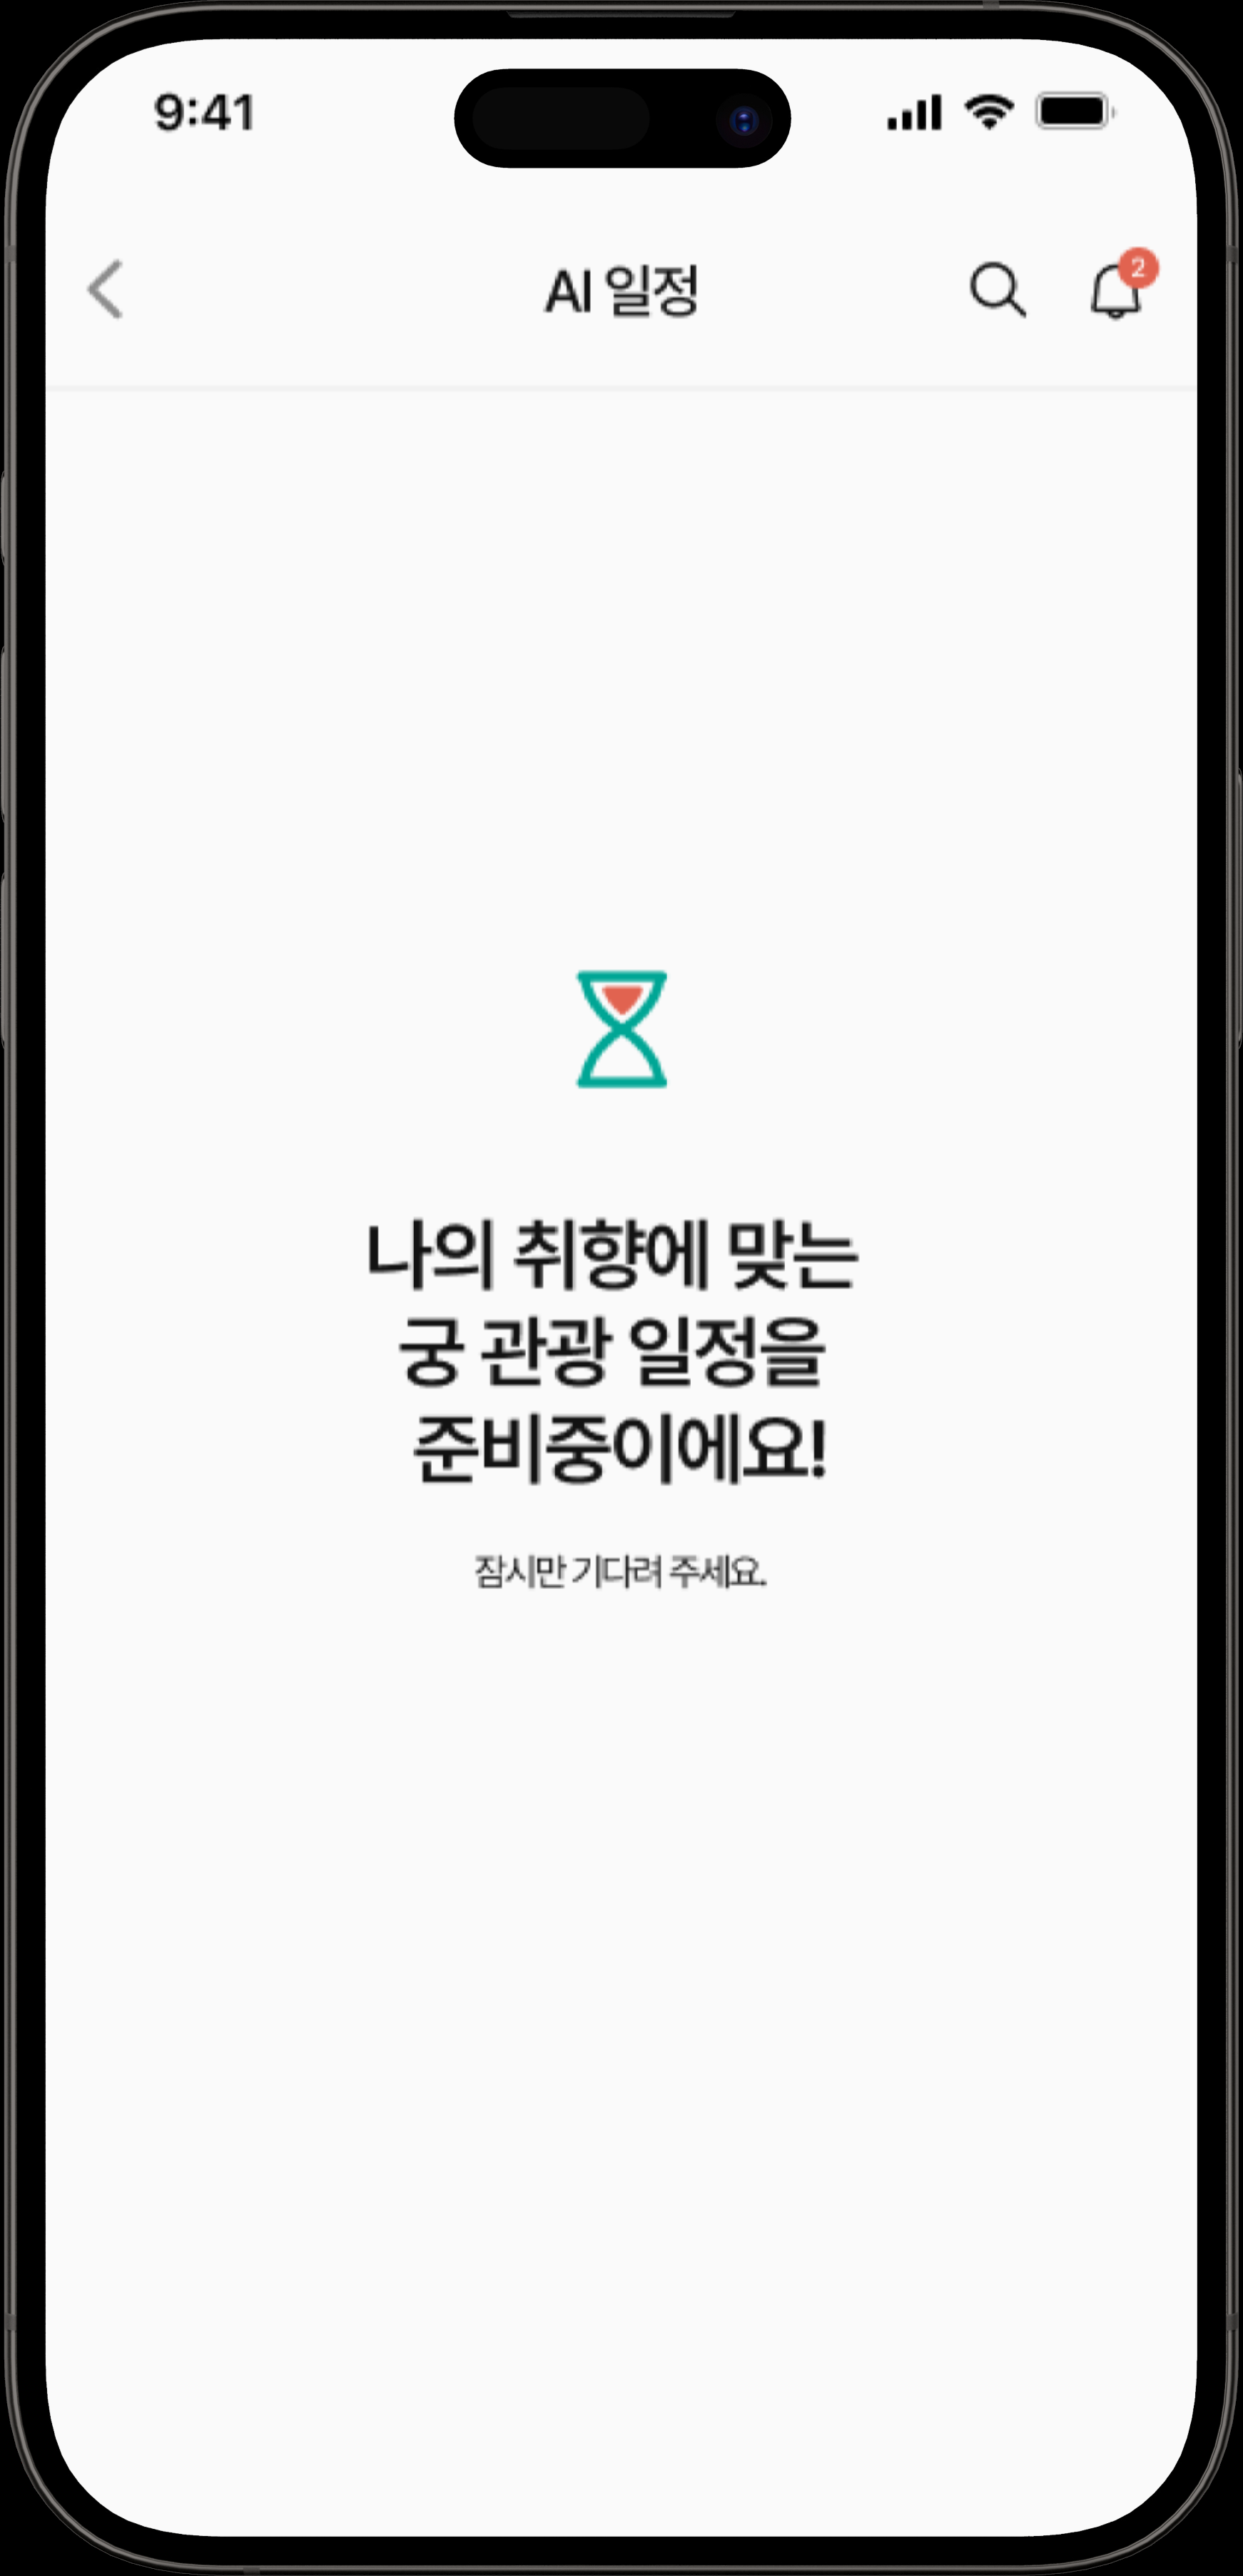 9:41
AI 일정
2
나의 취향에 맞는
궁 관광 일정을
준비중이에요!
잠시만 기다려 주세요.